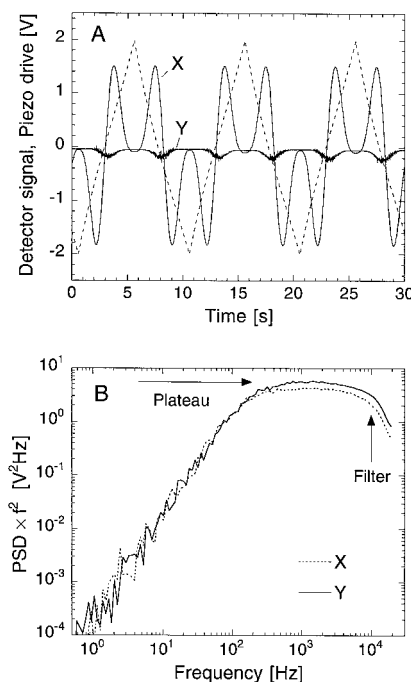 A
X
Y
Detector signal, Piezo drive [V]
2
1
0
-1
-2
0 5 10 15 20 25 30
Time [s]
B
Plateau
Filter
X
Y
PSD × f² [V²Hz]
10¹
10⁰
10⁻¹
10⁻²
10⁻³
10⁻⁴
10⁰ 10¹ 10² 10³ 10⁴
Frequency [Hz]